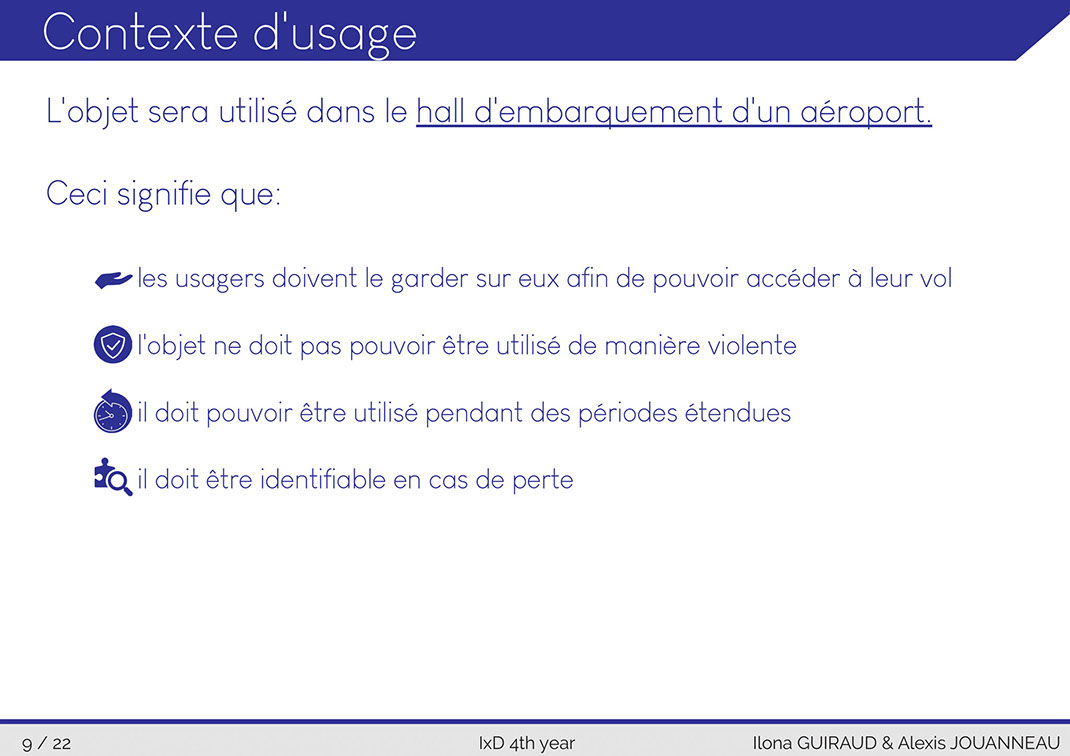 Contexte d'usage
L'objet sera utilisé dans le hall d'embarquement d'un aéroport.
Ceci signifie que:
les usagers doivent le garder sur eux afin de pouvoir accéder à leur vol
l'objet ne doit pas pouvoir être utilisé de manière violente
il doit pouvoir être utilisé pendant des périodes étendues
il doit être identifiable en cas de perte
9 / 22
IxD 4th year
Ilona GUIRAUD & Alexis JOUANNEAU